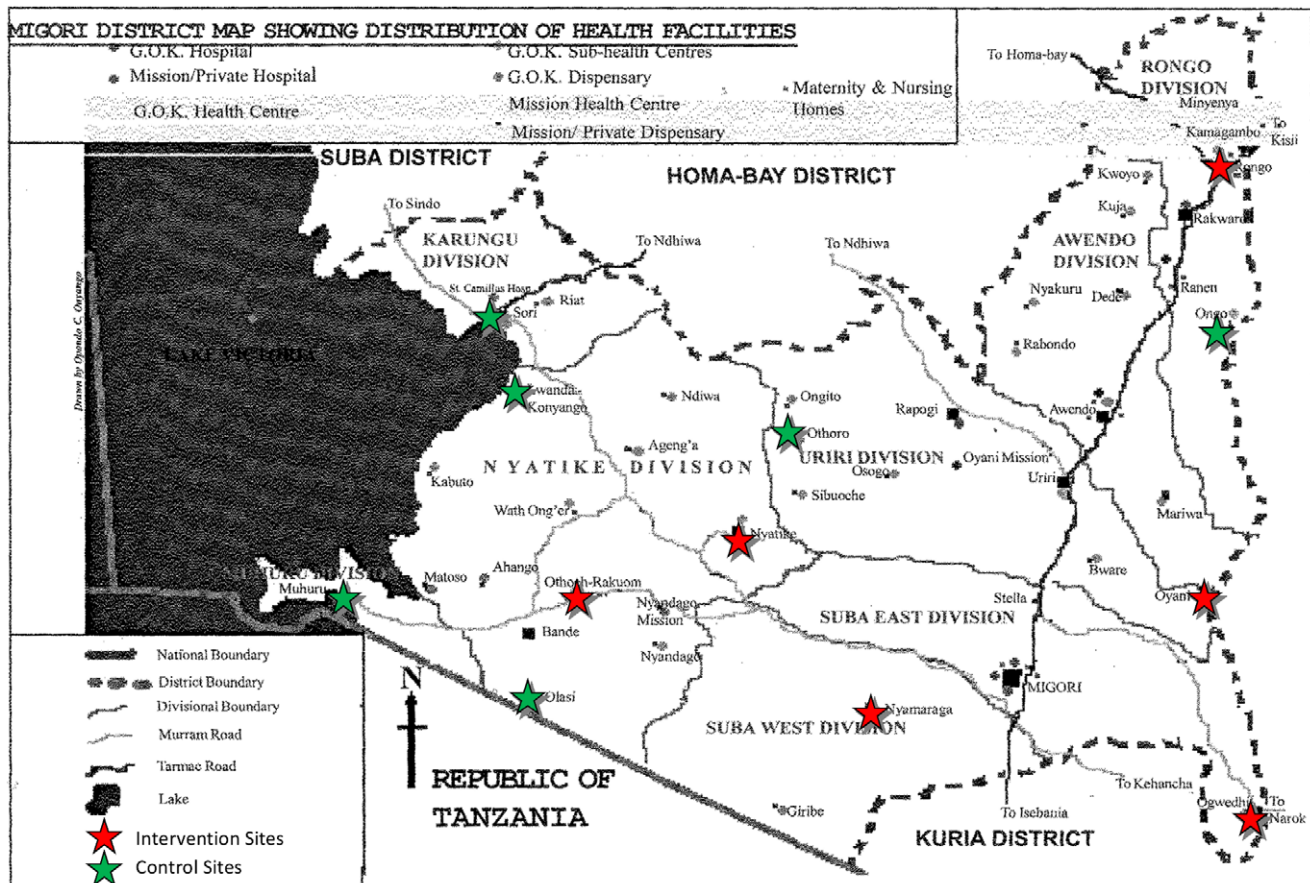 MIGORI DISTRICT MAP SHOWING DISTRIBUTION OF HEALTH FACILITIES
G.O.K. Hospital
Mission/Private Hospital
G.O.K. Health Centre
G.O.K. Sub-health Centres
G.O.K. Dispensary
Mission Health Centre
Mission/ Private Dispensary
Maternity & Nursing
Homes
To Homa-bay
RONGO
DIVISION
Minyenya
Kamagambo
To
Kisii
Rongo
SUBA DISTRICT
HOMA-BAY DISTRICT
Kwoyo
Kuja
Rakwaro
To Sindo
KARUNGU
DIVISION
To Ndhiwa
To Ndhiwa
AWENDO
DIVISION
St. Camillus Hosp.
Riat
Sori
Nyakuru
Dede
Ranen
Ongo
Drawn by Opondo C. Onyango
LAKE VICTORIA
Rabondo
Konyango
Ndiwa
Ongito
Rapogi
Awendo
Othoro
Ageng'a
NYATIKE DIVISION
URIRI DIVISION
Oyani Mission
Osogo
Kabuto
Uriri
Sibuoche
Wath Ong'er
Mariwa
Nyatike
DIVISION
Muhuru
Matoso
Ahango
Othoch-Rakuom
Bware
Oyani
Nyandago
Mission
Stella
SUBA EAST DIVISION
Bande
Nyandago
MIGORI
Olasi
Nyamaraga
SUBA WEST DIVISION
N
REPUBLIC OF
TANZANIA
Giribe
To Kehancha
To Isebania
KURIA DISTRICT
Ogwedhi
To
Narok
National Boundary
District Boundary
Divisional Boundary
Murram Road
Tarmac Road
Lake
Intervention Sites
Control Sites